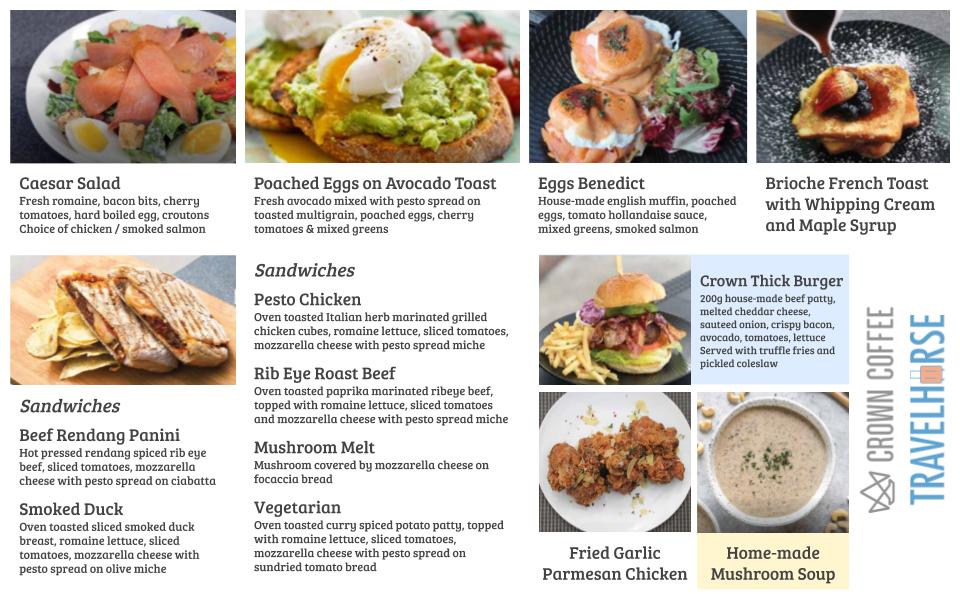 Caesar Salad
Fresh romaine, bacon bits, cherry
tomatoes, hard boiled egg, croutons
Choice of chicken / smoked salmon
Poached Eggs on Avocado Toast
Fresh avocado mixed with pesto spread on
toasted multigrain, poached eggs, cherry
tomatoes & mixed greens
Eggs Benedict
House-made english muffin, poached
eggs, tomato hollandaise sauce,
mixed greens, smoked salmon
Brioche French Toast
with Whipping Cream
and Maple Syrup
Sandwiches
Beef Rendang Panini
Hot pressed rendang spiced rib eye
beef, sliced tomatoes, mozzarella
cheese with pesto spread on ciabatta
Smoked Duck
Oven toasted sliced smoked duck
breast, romaine lettuce, sliced
tomatoes, mozzarella cheese with
pesto spread on olive miche
Sandwiches
Pesto Chicken
Oven toasted Italian herb marinated grilled
chicken cubes, romaine lettuce, sliced tomatoes,
mozzarella cheese with pesto spread miche
Rib Eye Roast Beef
Oven toasted paprika marinated ribeye beef,
topped with romaine lettuce, sliced tomatoes
and mozzarella cheese with pesto spread miche
Mushroom Melt
Mushroom covered by mozzarella cheese on
focaccia bread
Vegetarian
Oven toasted curry spiced potato patty, topped
with romaine lettuce, sliced tomatoes,
mozzarella cheese with pesto spread on
sundried tomato bread
Crown Thick Burger
200g house-made beef patty,
melted cheddar cheese,
sauteed onion, crispy bacon,
avocado, tomatoes, lettuce
Served with truffle fries and
pickled coleslaw
Fried Garlic
Parmesan Chicken
Home-made
Mushroom Soup
CROWN COFFEE
TRAVELHORSE